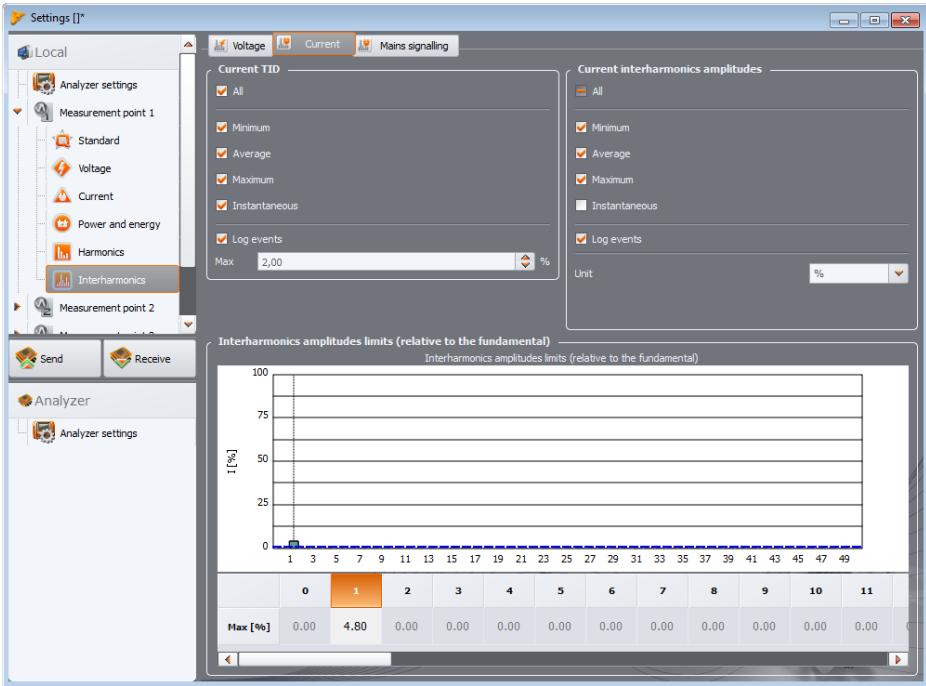 Settings []*
Local
Analyzer settings
Measurement point 1
Standard
Voltage
Current
Power and energy
Harmonics
Interharmonics
Measurement point 2
Send Receive
Analyzer
Analyzer settings
Voltage Current Mains signalling
Current TID
All
Minimum
Average
Maximum
Instantaneous
Log events
Max 2,00 %
Current interharmonics amplitudes
All
Minimum
Average
Maximum
Instantaneous
Log events
Unit %
Interharmonics amplitudes limits (relative to the fundamental)
Interharmonics amplitudes limits (relative to the fundamental)
100
75
50
25
0
I [%]
1 3 5 7 9 11 13 15 17 19 21 23 25 27 29 31 33 35 37 39 41 43 45 47 49
0 1 2 3 4 5 6 7 8 9 10 11
Max [%] 0.00 4.80 0.00 0.00 0.00 0.00 0.00 0.00 0.00 0.00 0.00 0.00